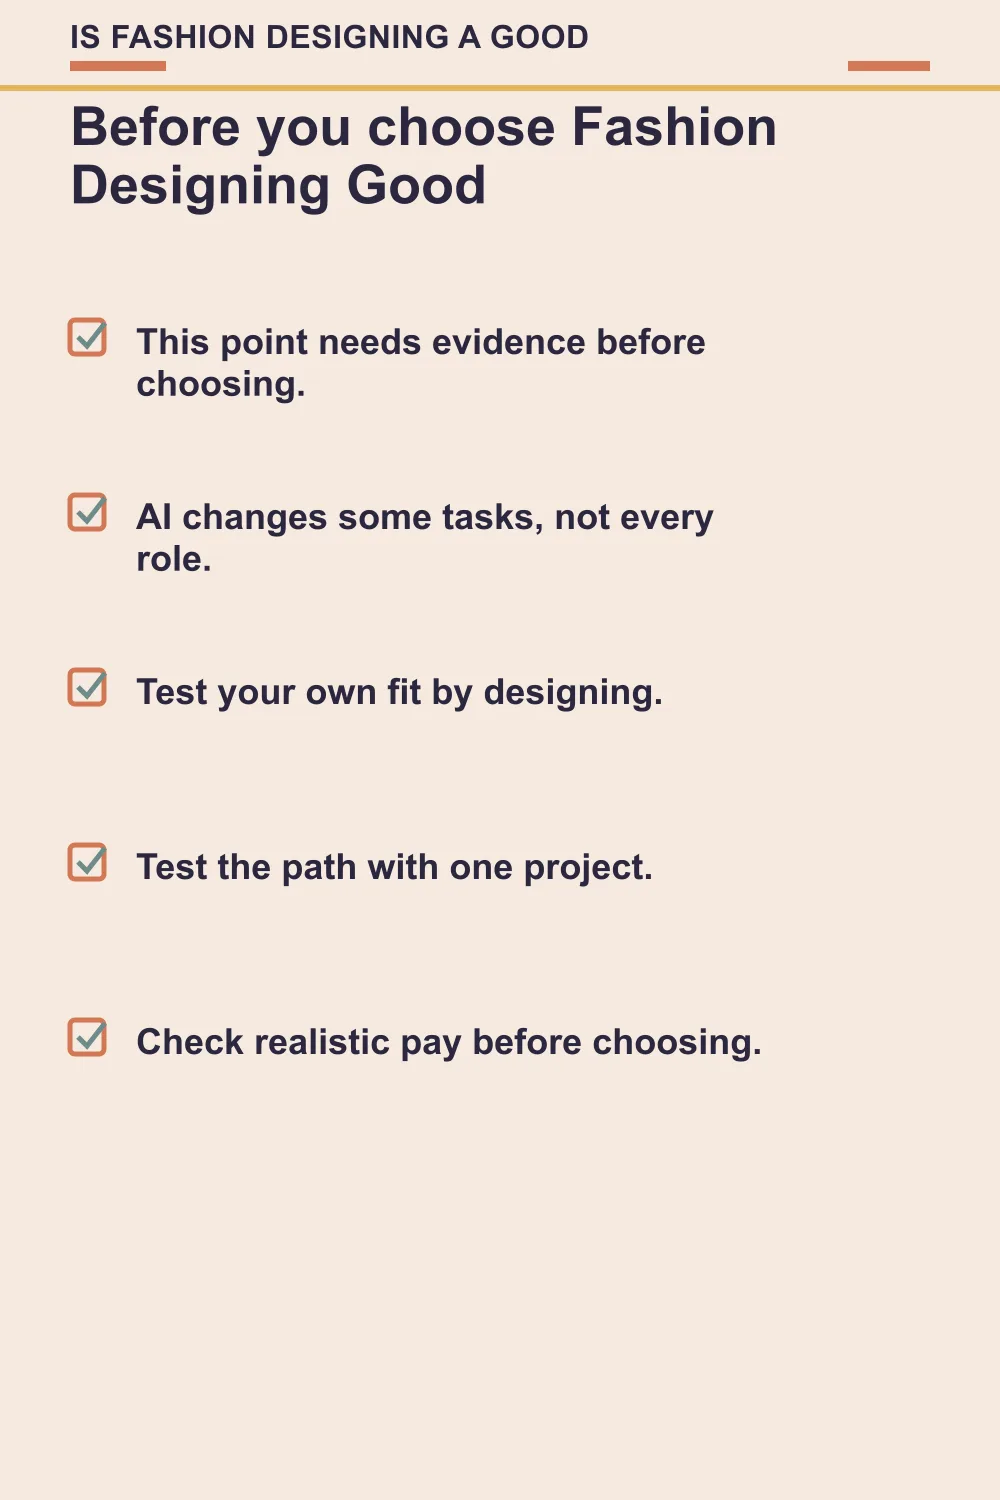 IS FASHION DESIGNING A GOOD
Before you choose Fashion
Designing Good
This point needs evidence before
choosing.
AI changes some tasks, not every
role.
Test your own fit by designing.
Test the path with one project.
Check realistic pay before choosing.